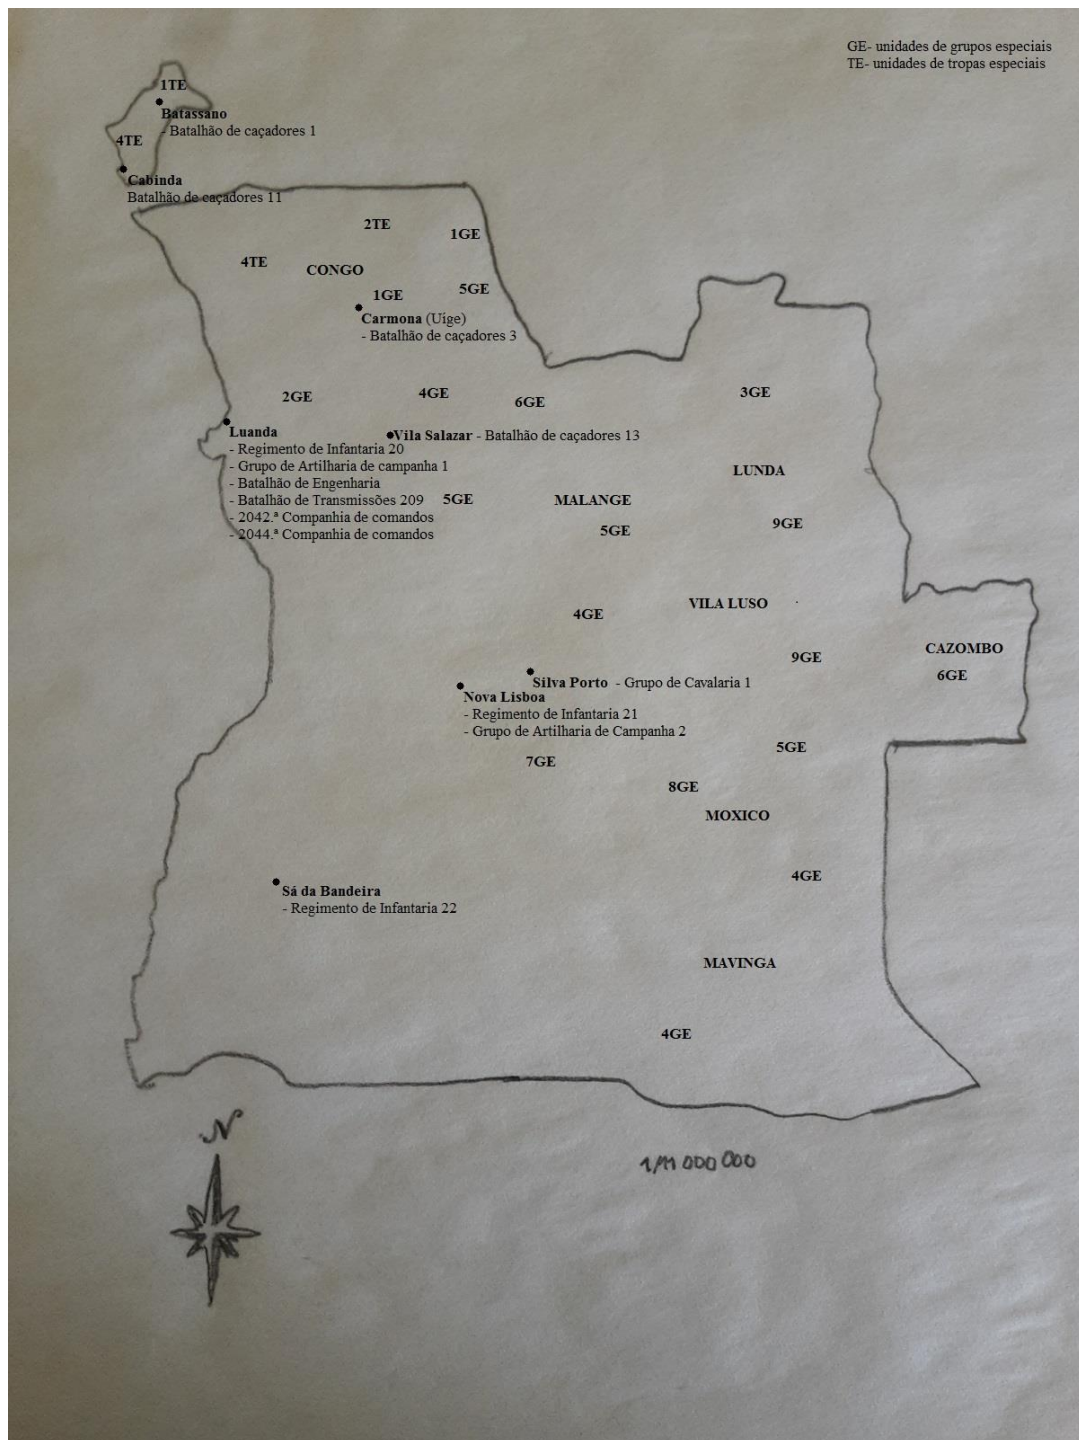 GE- unidades de grupos especiais
TE- unidades de tropas especiais
1TE
Batassano
- Batalhão de caçadores 1
4TE
Cabinda
Batalhão de caçadores 11
2TE
1GE
4TE
CONGO
1GE
5GE
Carmona (Uíge)
- Batalhão de caçadores 3
2GE
4GE
6GE
3GE
Luanda
- Regimento de Infantaria 20
- Grupo de Artilharia de campanha 1
- Batalhão de Engenharia
- Batalhão de Transmissões 209
- 2042.ª Companhia de comandos
- 2044.ª Companhia de comandos
Vila Salazar - Batalhão de caçadores 13
LUNDA
5GE
MALANGE
5GE
9GE
4GE
VILA LUSO
9GE
CAZOMBO
6GE
Silva Porto - Grupo de Cavalaria 1
Nova Lisboa
- Regimento de Infantaria 21
- Grupo de Artilharia de Campanha 2
7GE
5GE
8GE
MOXICO
4GE
Sá da Bandeira
- Regimento de Infantaria 22
MAVINGA
4GE
N
1/11 000 000